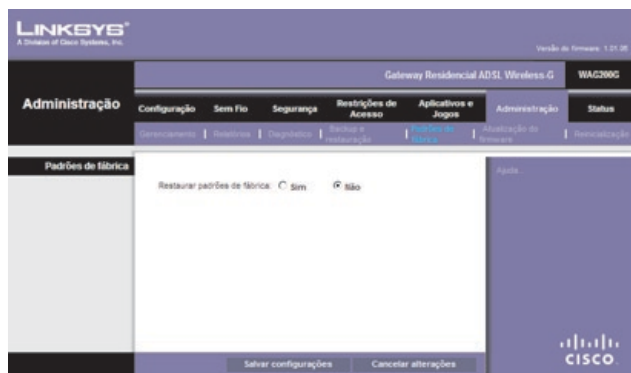 LINKSYS®
A Division of Cisco Systems, Inc.
Versão do firmware: 1.01.05
Gateway Residencial ADSL Wireless-G WAG200G
Administração
Configuração Sem Fio Segurança Restrições de Acesso Aplicativos e Jogos Administração Status
Gerenciamento | Relatórios | Diagnóstico | Backup e restauração | Padrões de fábrica | Atualização do firmware | Reinicialização
Padrões de fábrica
Restaurar padrões de fábrica: Sim Não
Ajuda...
Salvar configurações Cancelar alterações
CISCO